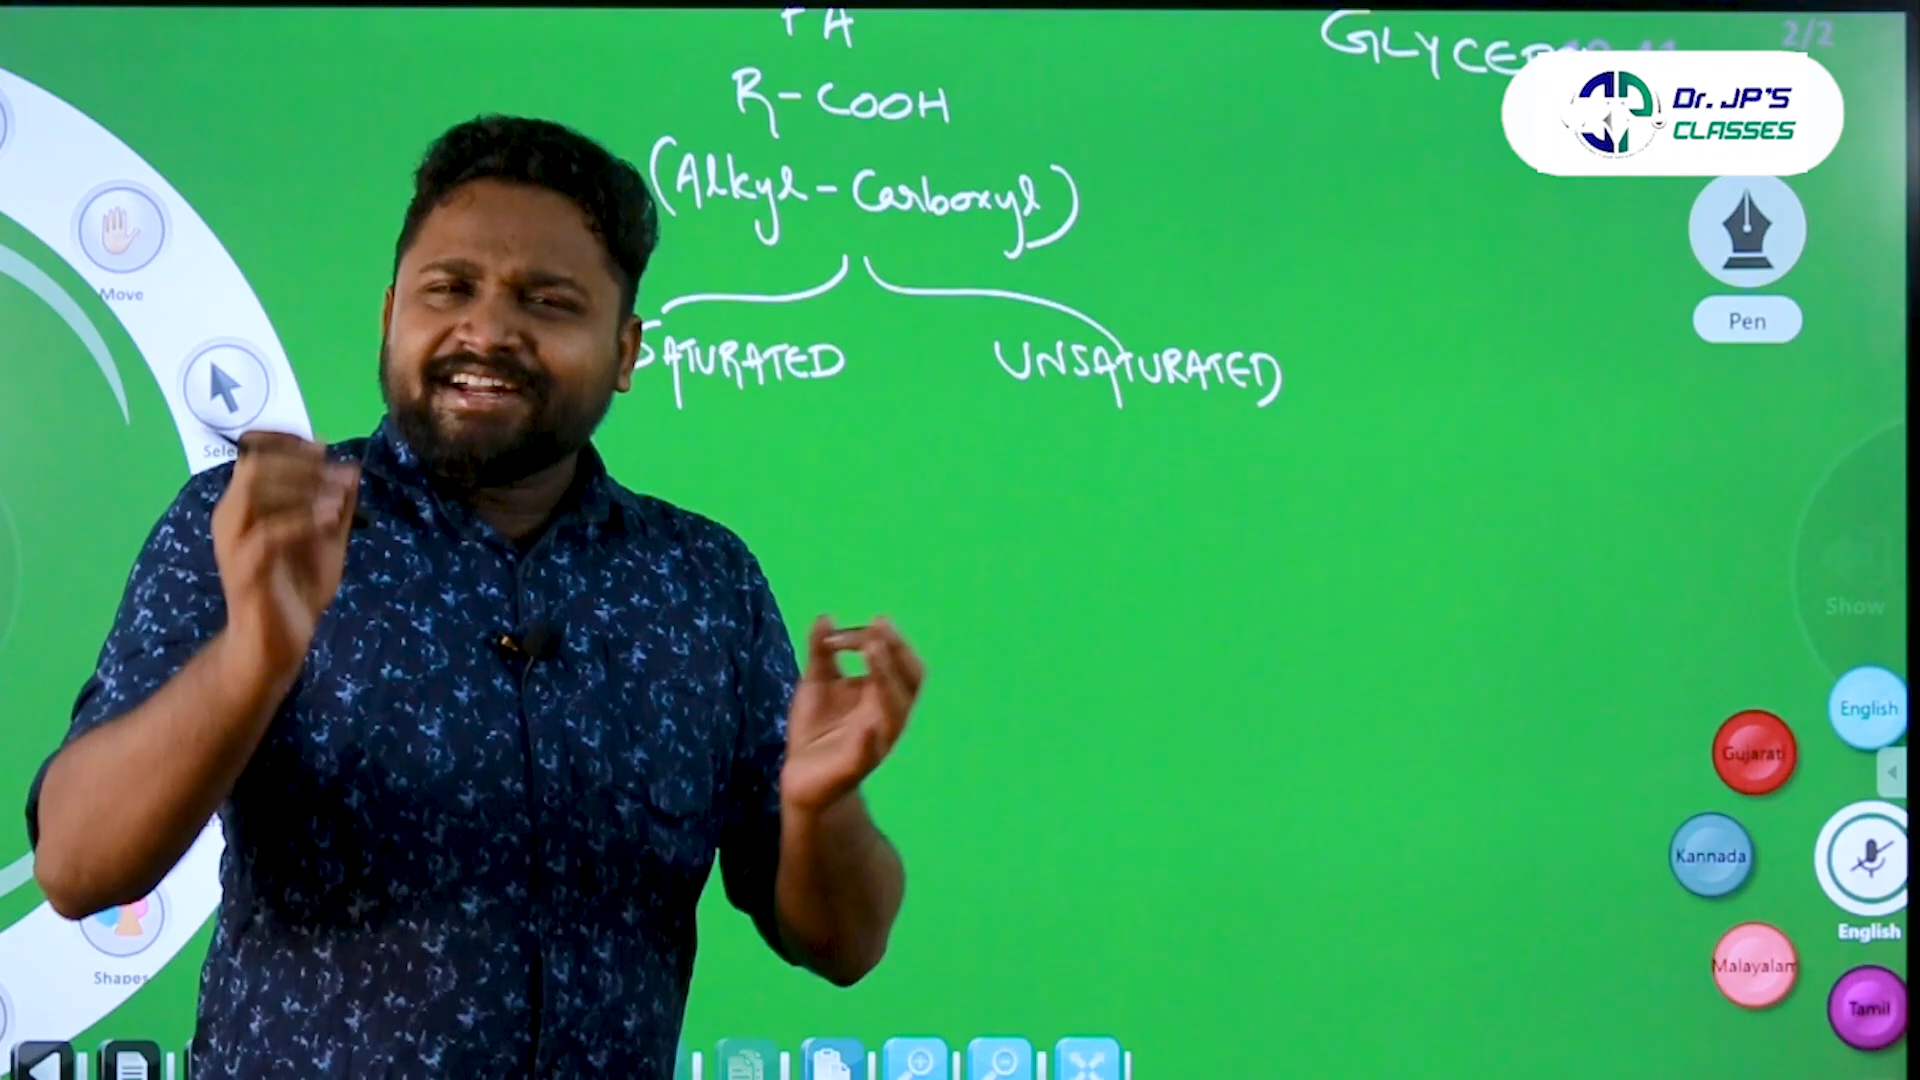 FA
2/2
R-COOH
Dr. JP'S
CLASSES
(Alkyl-Carboxyl)
Move
Pen
SATURATED
UNSATURATED
Show
English
Gujarati
Kannada
English
Malayalam
Shapes
Tamil